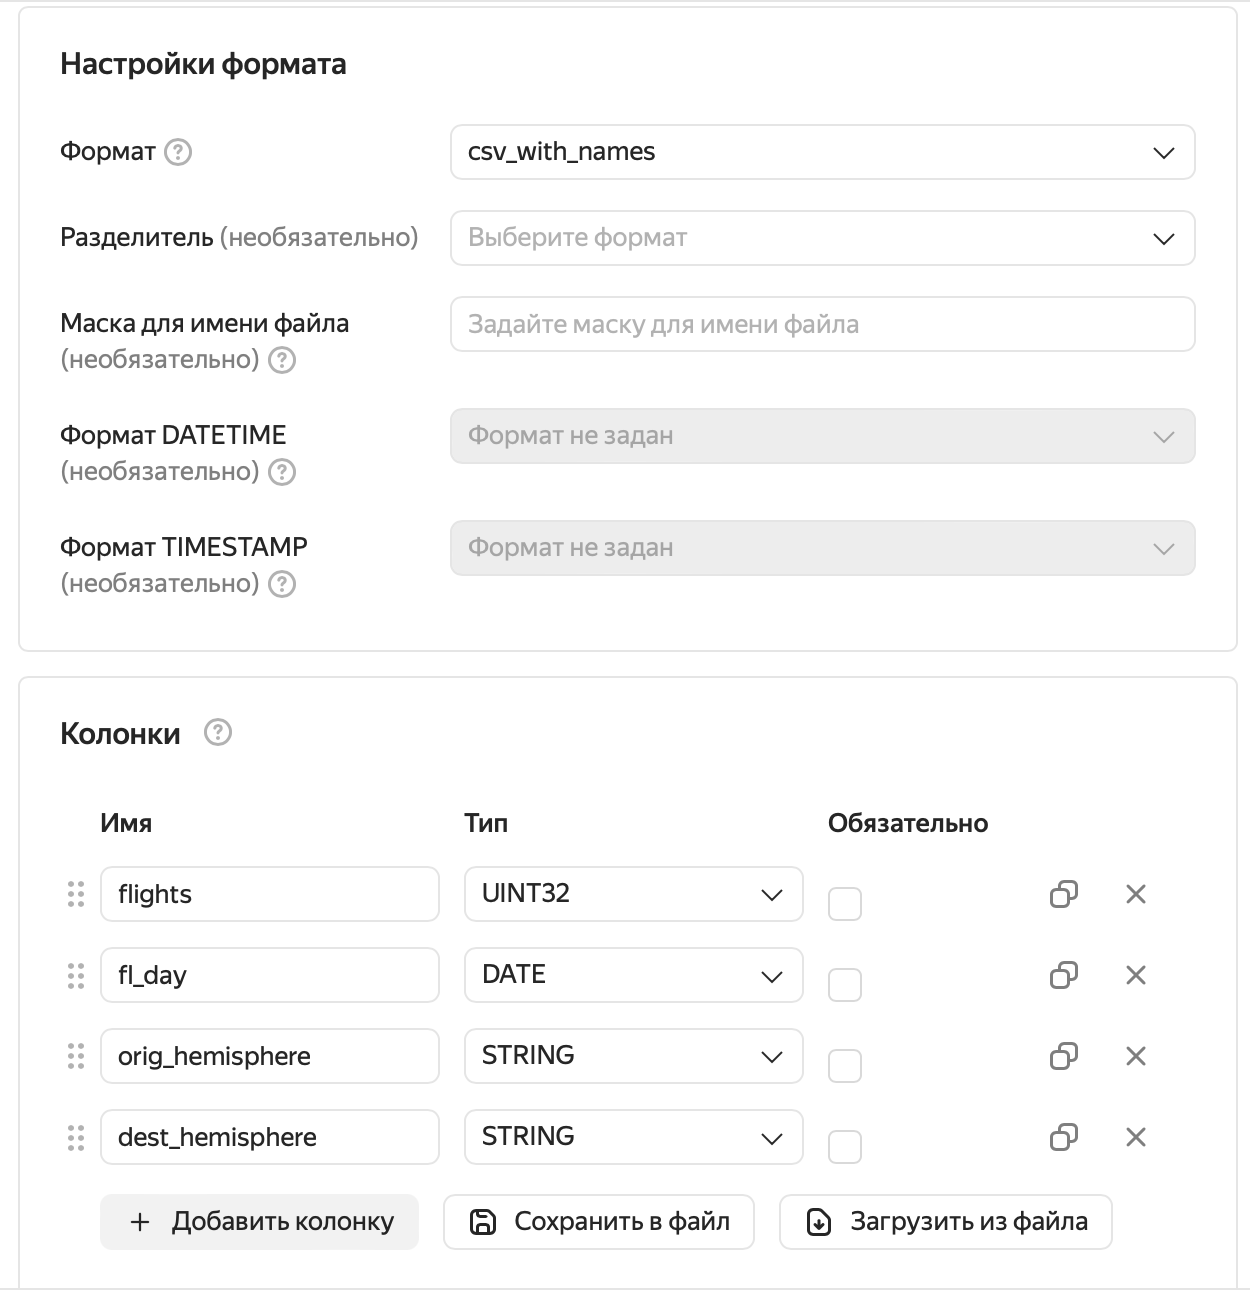 Настройки формата
Формат ?
csv_with_names
Разделитель (необязательно)
Выберите формат
Маска для имени файла
(необязательно) ?
Задайте маску для имени файла
Формат DATETIME
(необязательно) ?
Формат не задан
Формат TIMESTAMP
(необязательно) ?
Формат не задан
Колонки ?
Имя Тип Обязательно
flights UINT32
fl_day DATE
orig_hemisphere STRING
dest_hemisphere STRING
+ Добавить колонку Сохранить в файл Загрузить из файла